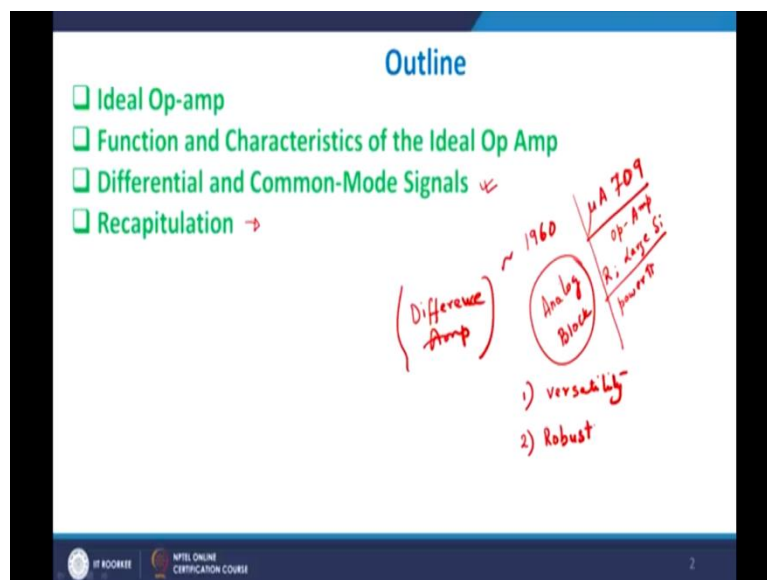 Outline
Ideal Op-amp
Function and Characteristics of the Ideal Op Amp
Differential and Common-Mode Signals
Recapitulation
~ 1960
μA 709
Op-Amp
R; Large Si
power
(Difference
Amp)
Analog
Block
1) versatility
2) Robust
IIT ROORKEE
NPTEL ONLINE
CERTIFICATION COURSE
2